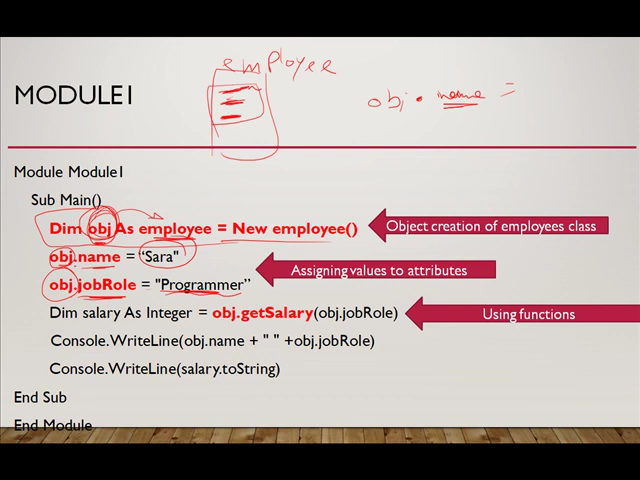 employee
MODULE1
obj. name =
Module Module1
Sub Main()
Dim obj As employee = New employee()
Object creation of employees class
obj.name = “Sara"
Assigning values to attributes
obj.jobRole = "Programmer”
Dim salary As Integer = obj.getSalary(obj.jobRole)
Using functions
Console.WriteLine(obj.name + " " +obj.jobRole)
Console.WriteLine(salary.toString)
End Sub
End Module